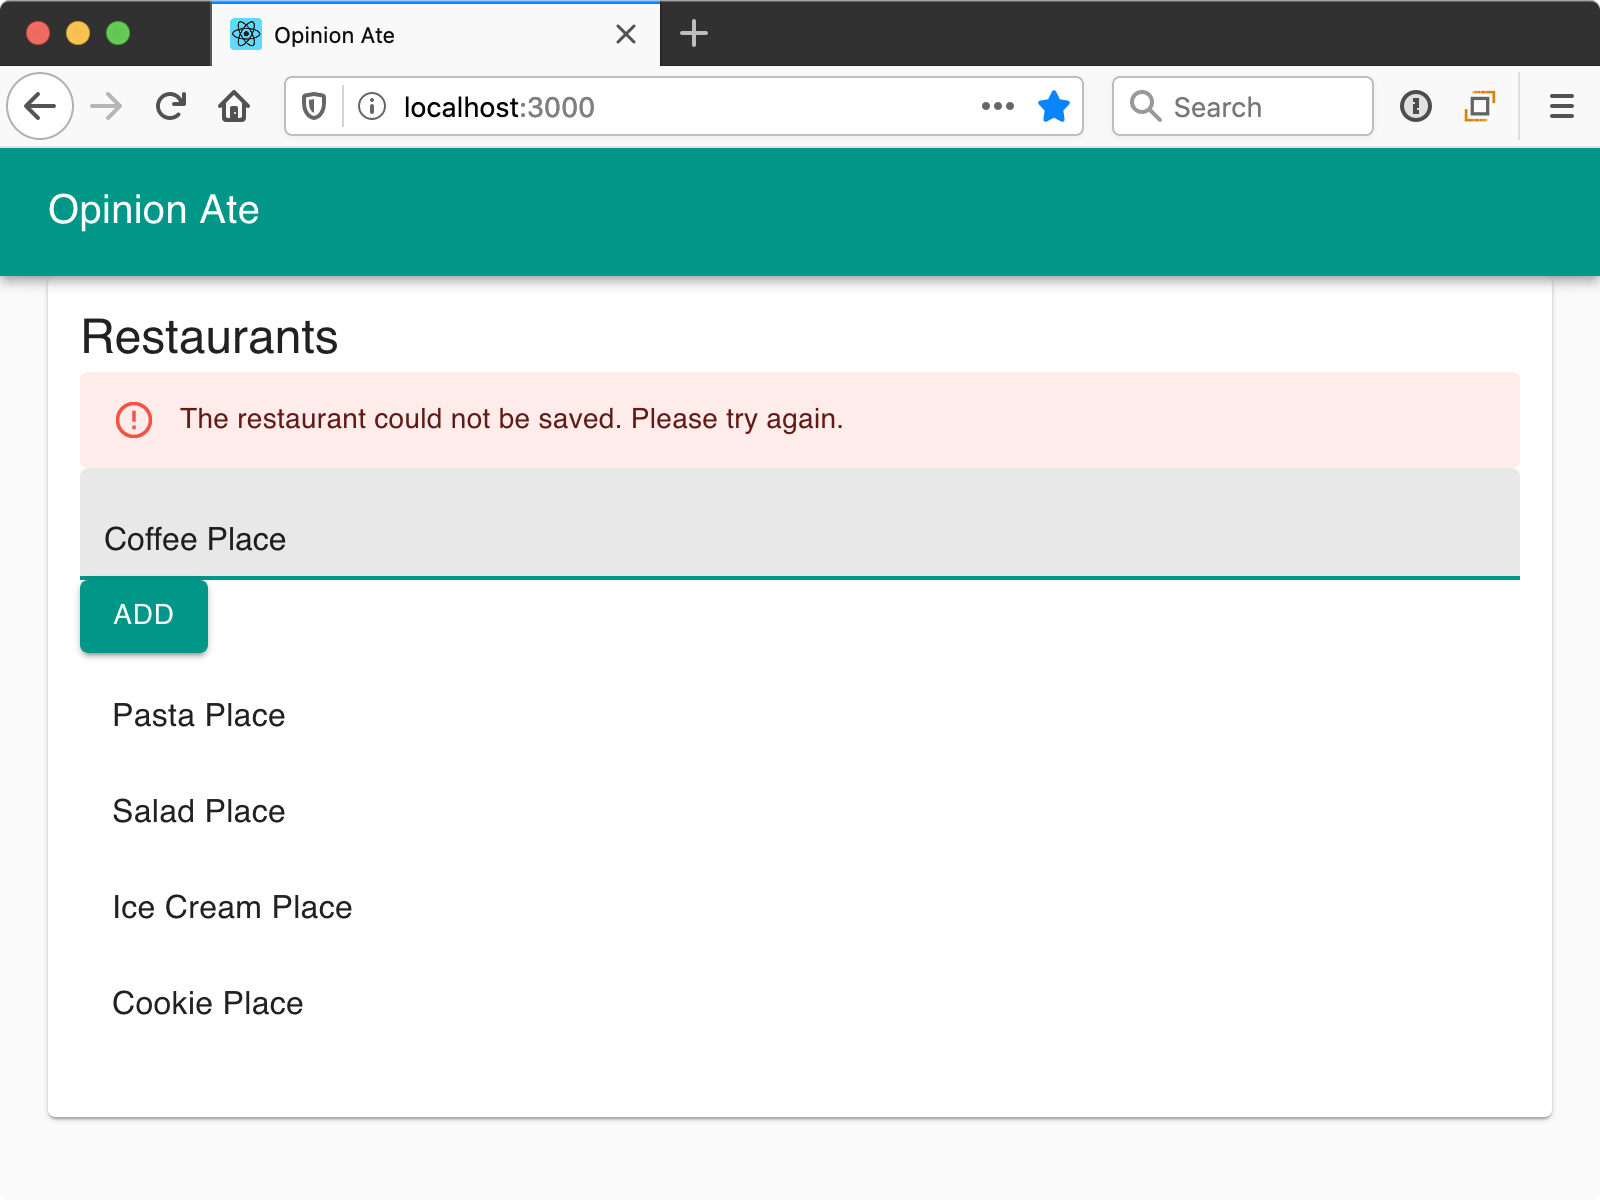 Opinion Ate
localhost:3000
Search
Opinion Ate
Restaurants
The restaurant could not be saved. Please try again.
Coffee Place
ADD
Pasta Place
Salad Place
Ice Cream Place
Cookie Place